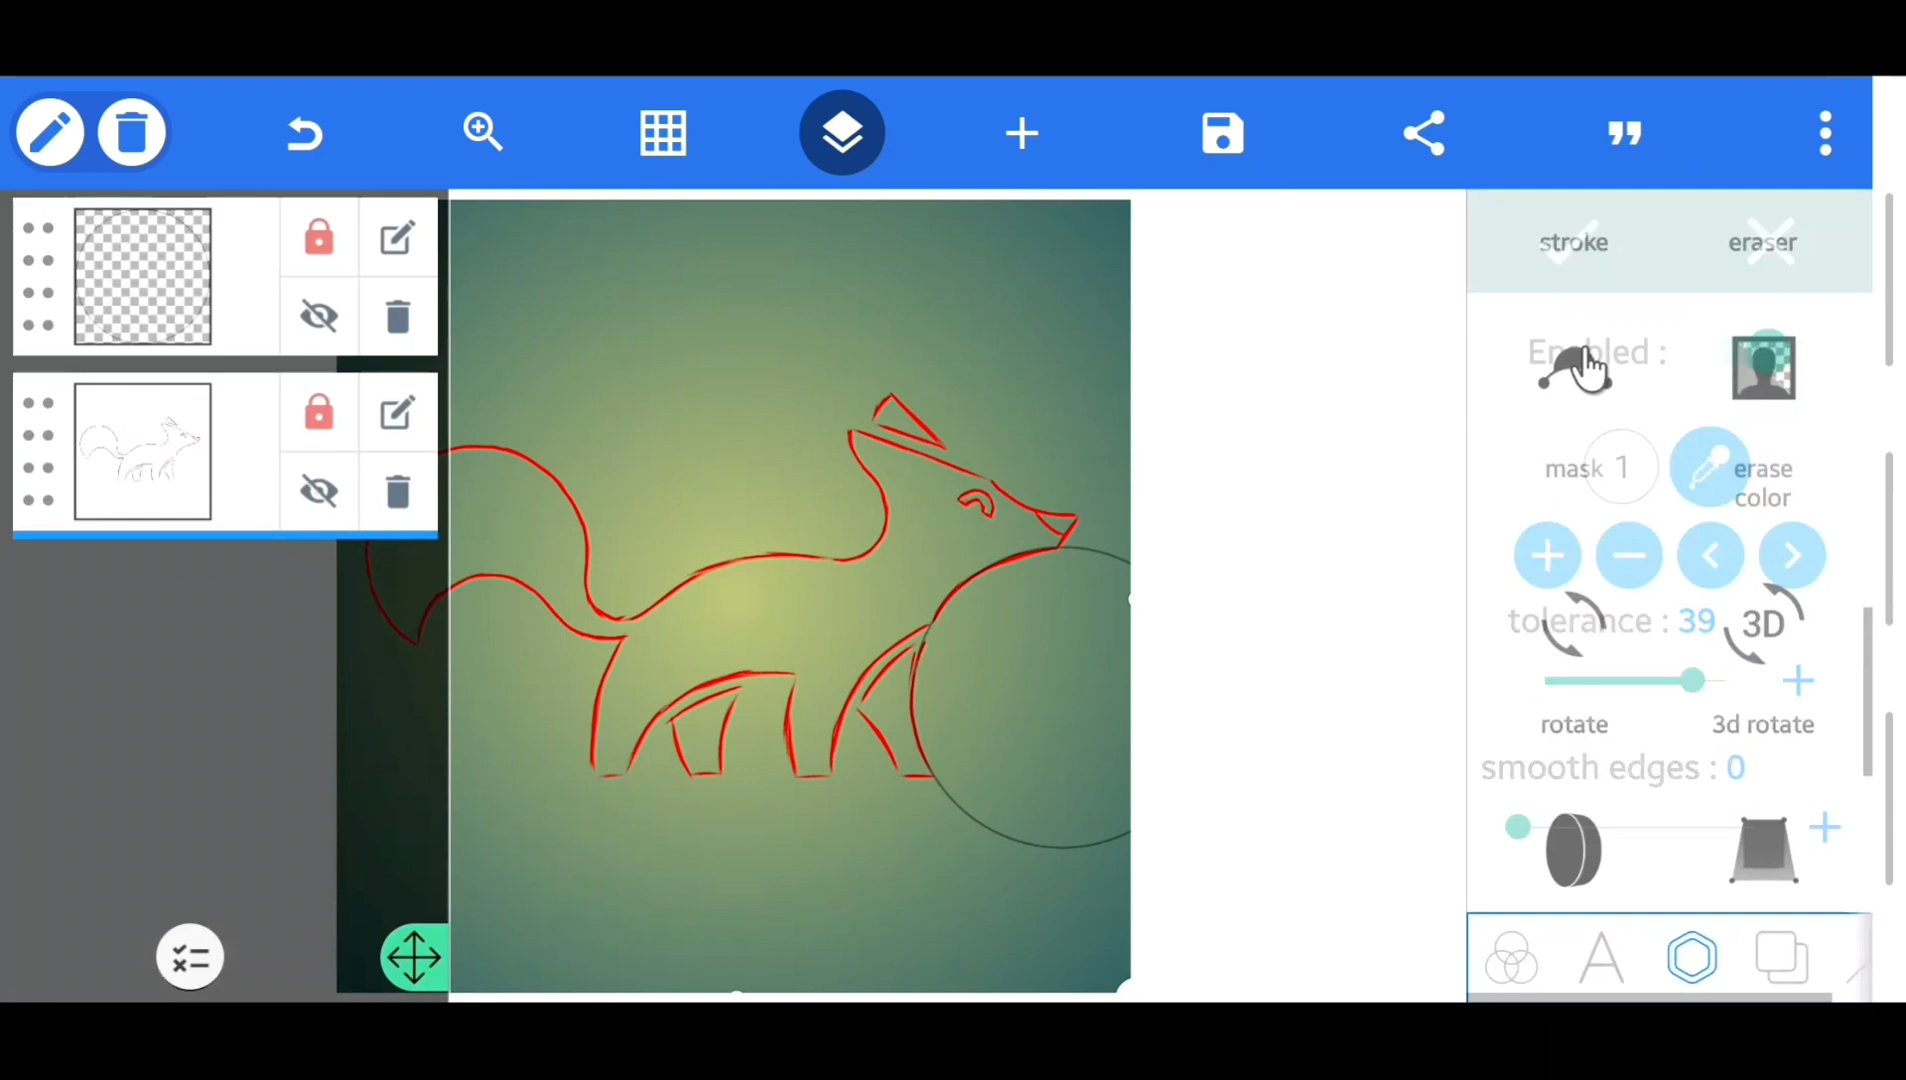 stroke eraser
Enabled :
mask 1 erase
color
tolerance : 39 3D
rotate 3d rotate
smooth edges : 0
A